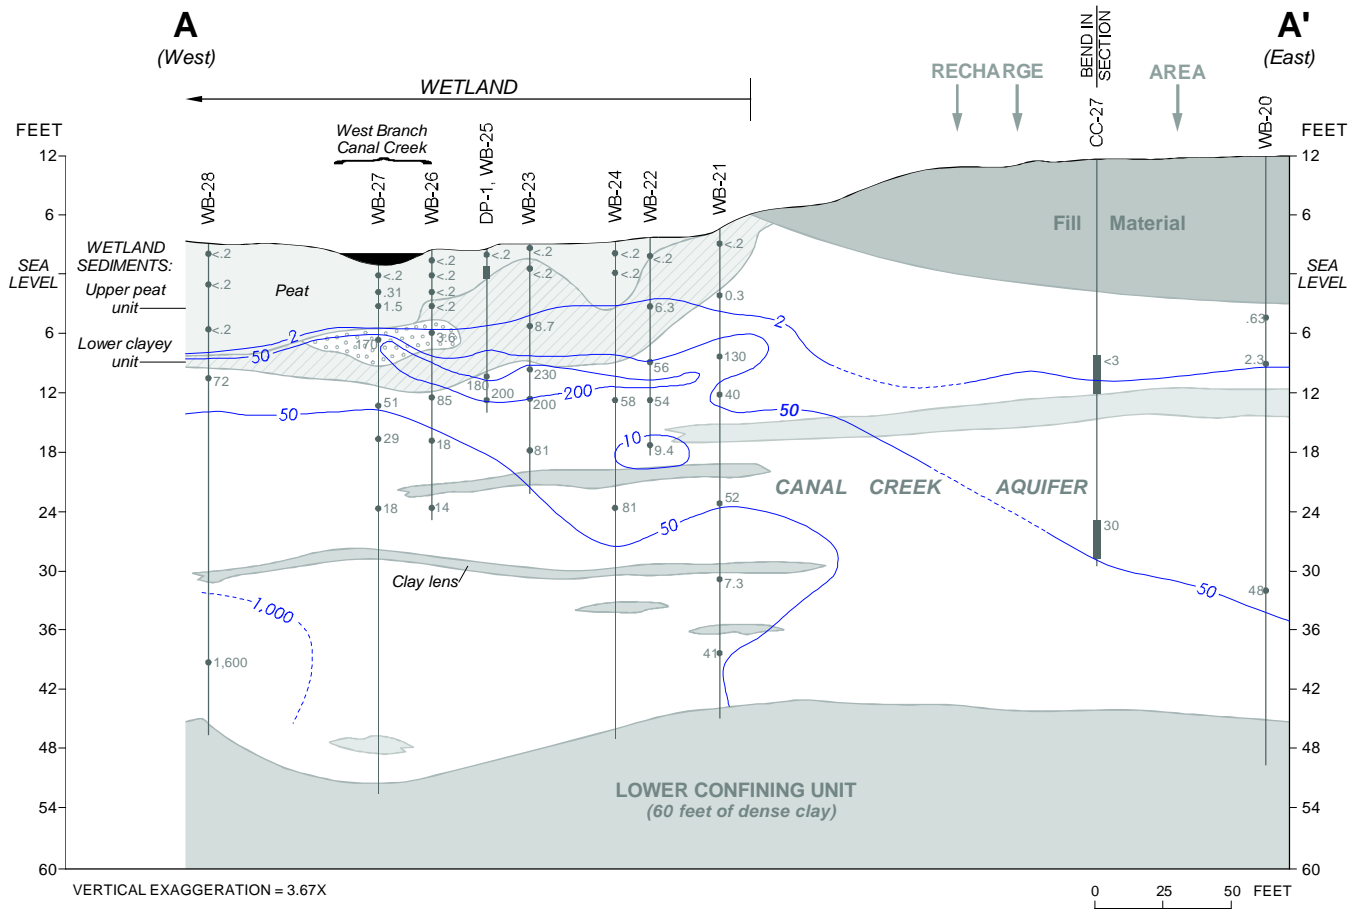 A
(West)
A'
(East)
WETLAND
RECHARGE
AREA
BEND IN
SECTION
FEET
FEET
West Branch
Canal Creek
WB-28
WB-27
WB-26
DP-1, WB-25
WB-23
WB-24
WB-22
WB-21
CC-27
WB-20
12
6
SEA
LEVEL
6
12
18
24
30
36
42
48
54
60
12
6
SEA
LEVEL
6
12
18
24
30
36
42
48
54
60
WETLAND
SEDIMENTS:
Upper peat
unit
Lower clayey
unit
Peat
Fill Material
<.2
<.2
<.2
72
1,600
<.2
.31
1.5
170
51
29
18
<.2
<.2
<.2
<.2
3.6
85
18
14
<.2
180
200
<.2
<.2
8.7
230
200
81
<.2
<.2
58
81
<.2
6.3
56
54
9.4
<.2
0.3
130
40
52
7.3
41
<3
30
.63
2.3
48
2
50
2
200
50
10
50
50
50
1,000
CANAL CREEK AQUIFER
Clay lens
LOWER CONFINING UNIT
(60 feet of dense clay)
VERTICAL EXAGGERATION = 3.67X
0 25 50 FEET